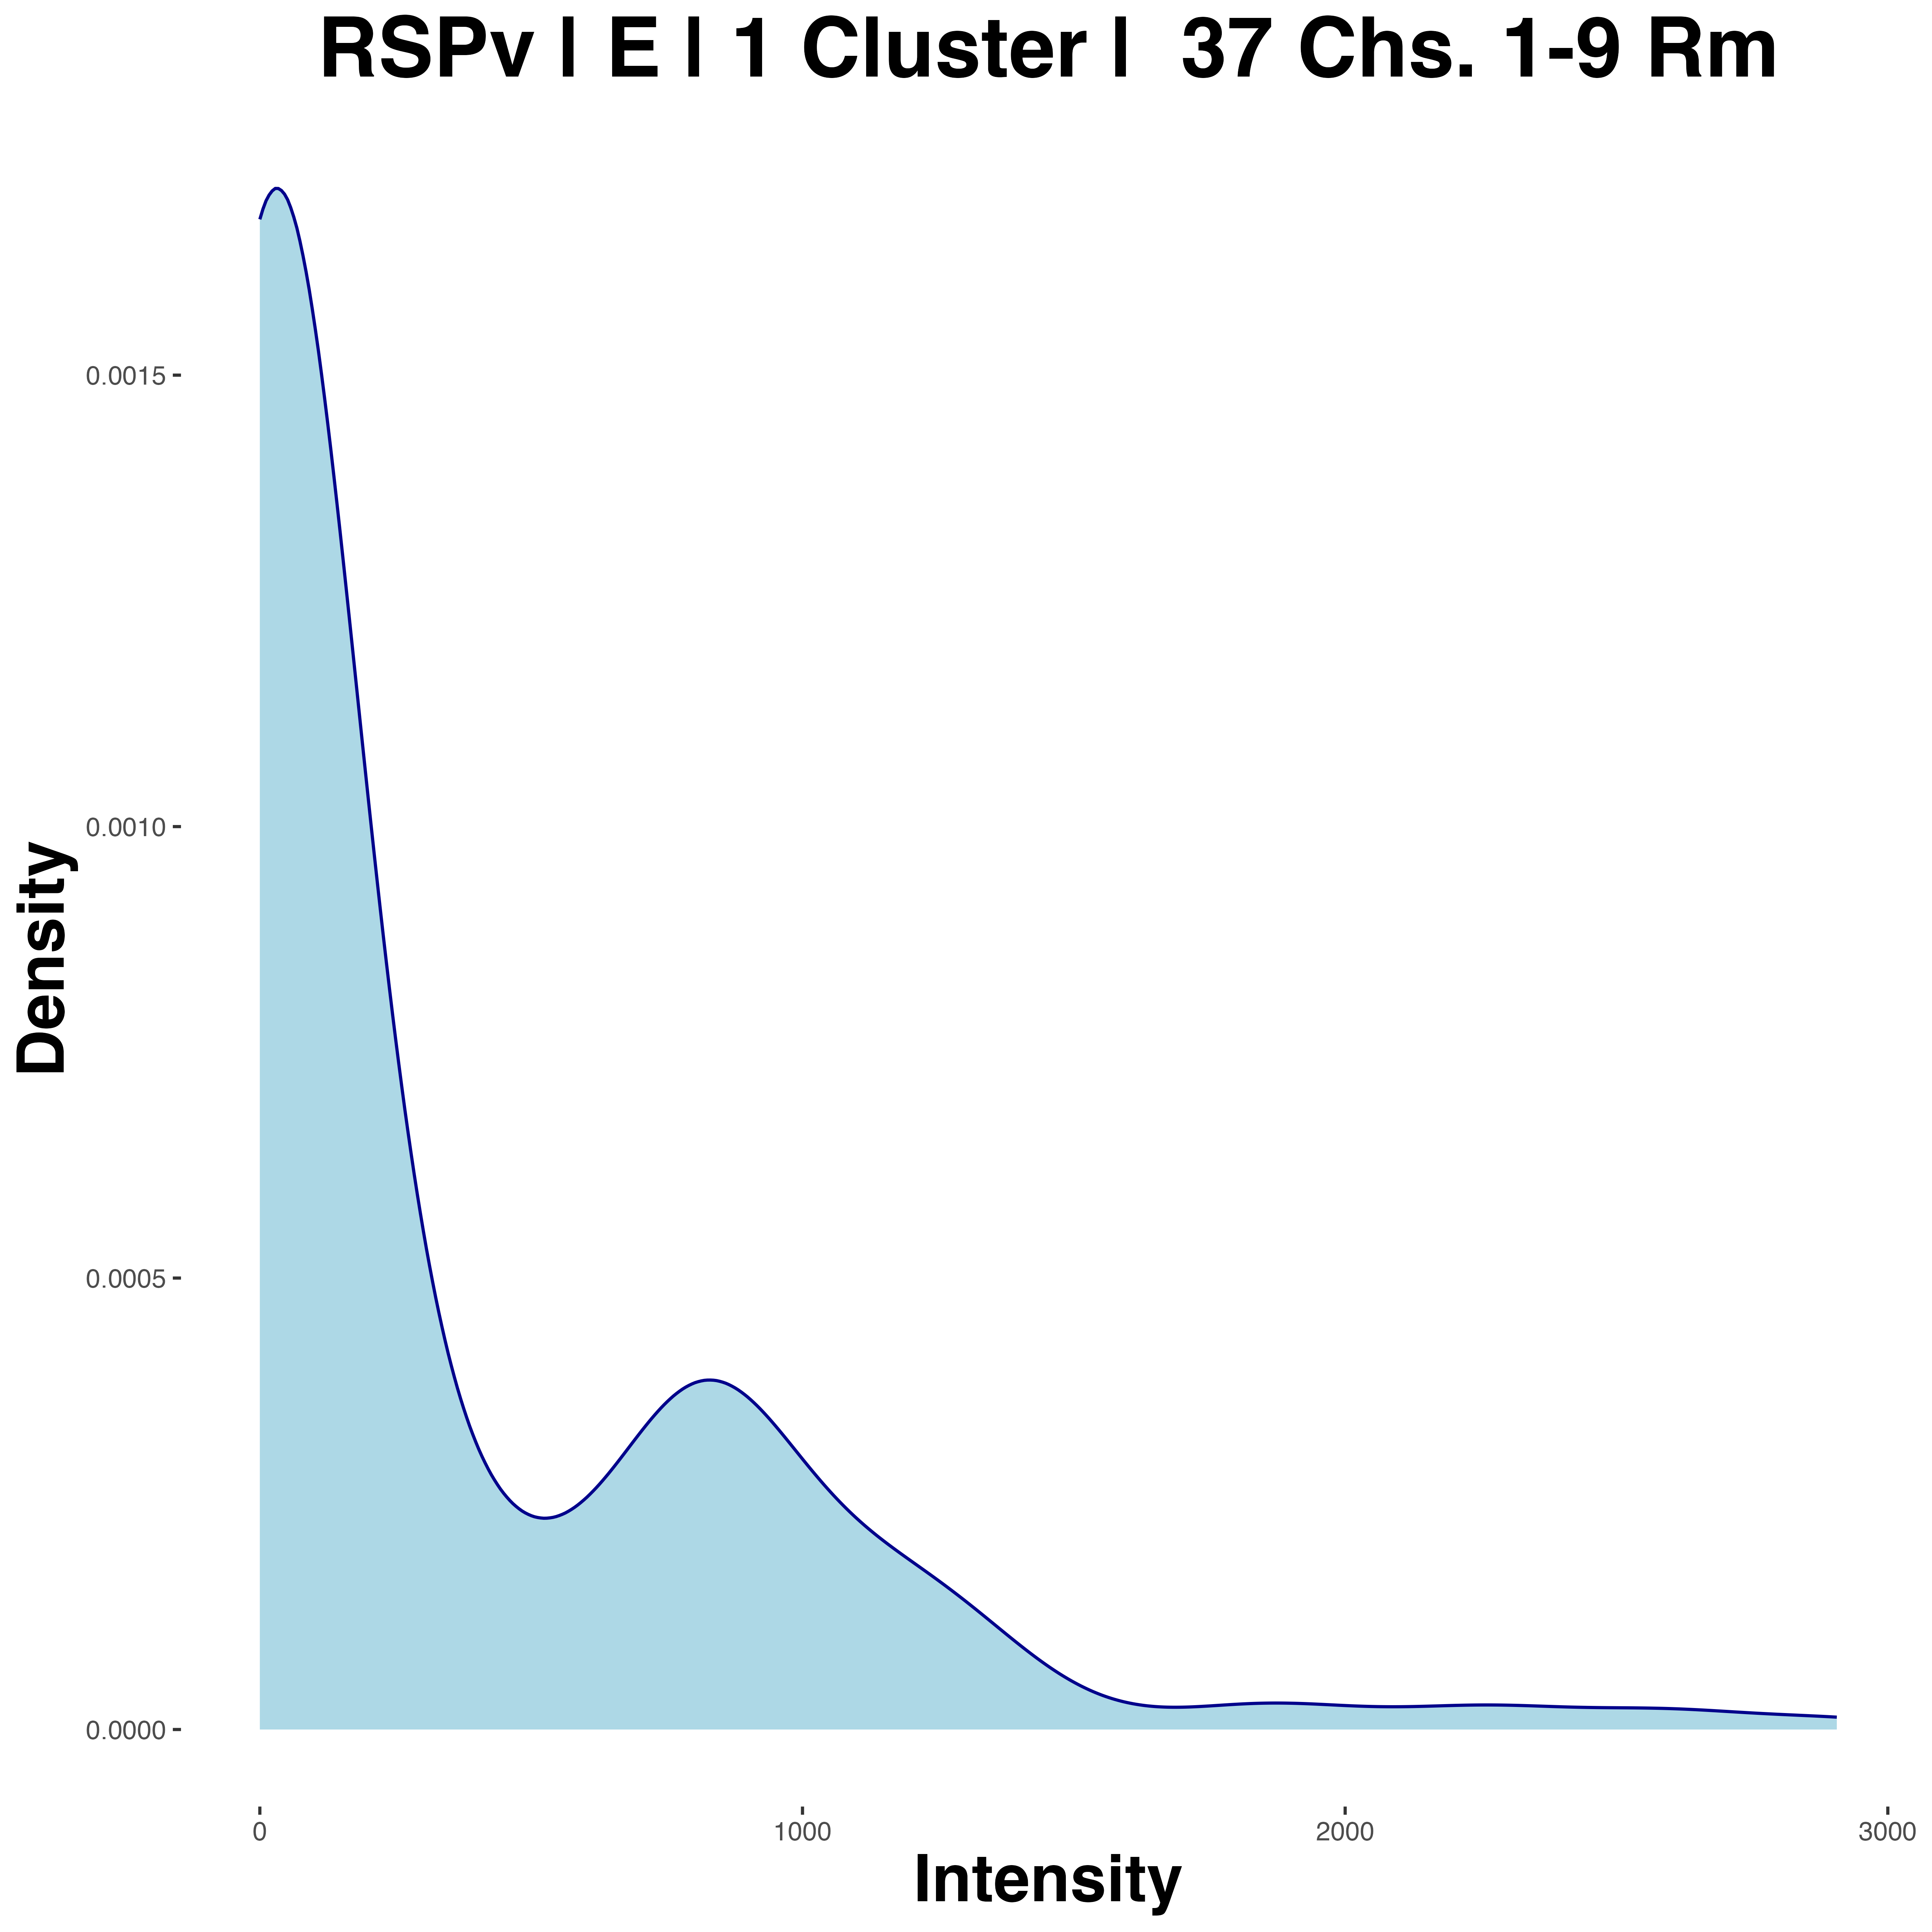 RSPv | E | 1 Cluster |  37 Chs. 1-9 Rm
0.0015
0.0010
0.0005
0.0000
Density
0 1000 2000 3000
Intensity